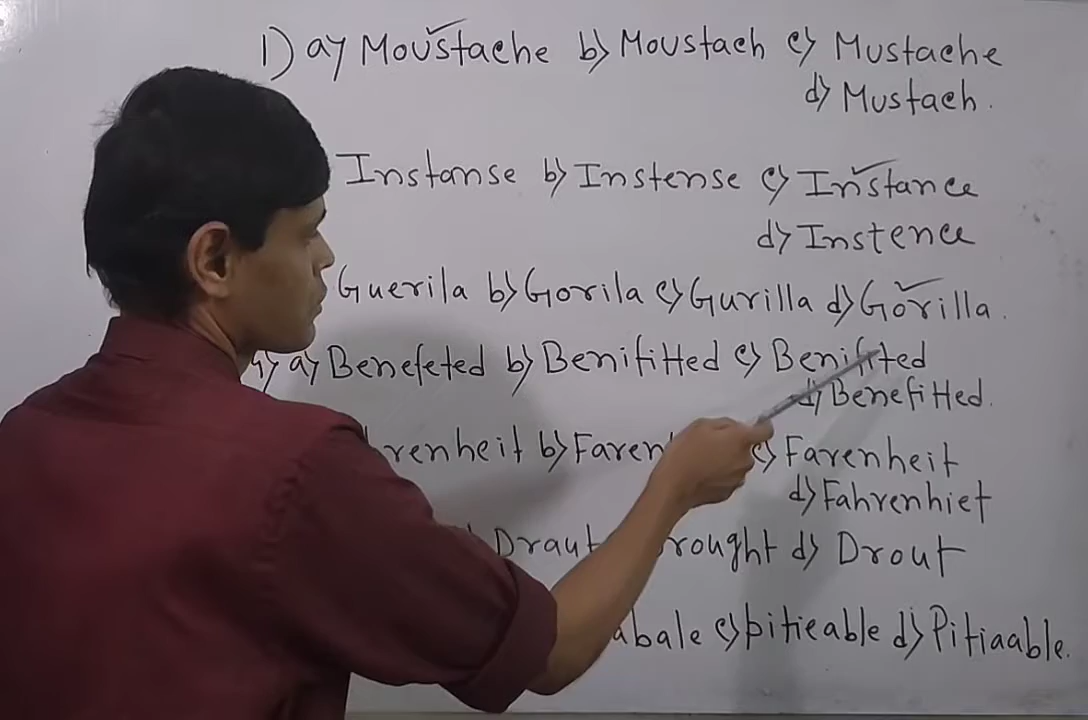 1) a) Moustache b) Moustach c) Mustache
d) Mustach.
Instanse b) Instense c) Instance
d) Instence
Guerila b) Gorila c) Gurilla d) Gorilla.
4) a) Benefeted b) Benifitted c) Benifited
d) Benefitted.
renheit b) Faren c) Farenheit
d) Fahrenhiet
Draut rought d) Drout
abale c) pitieable d) Pitiaable.